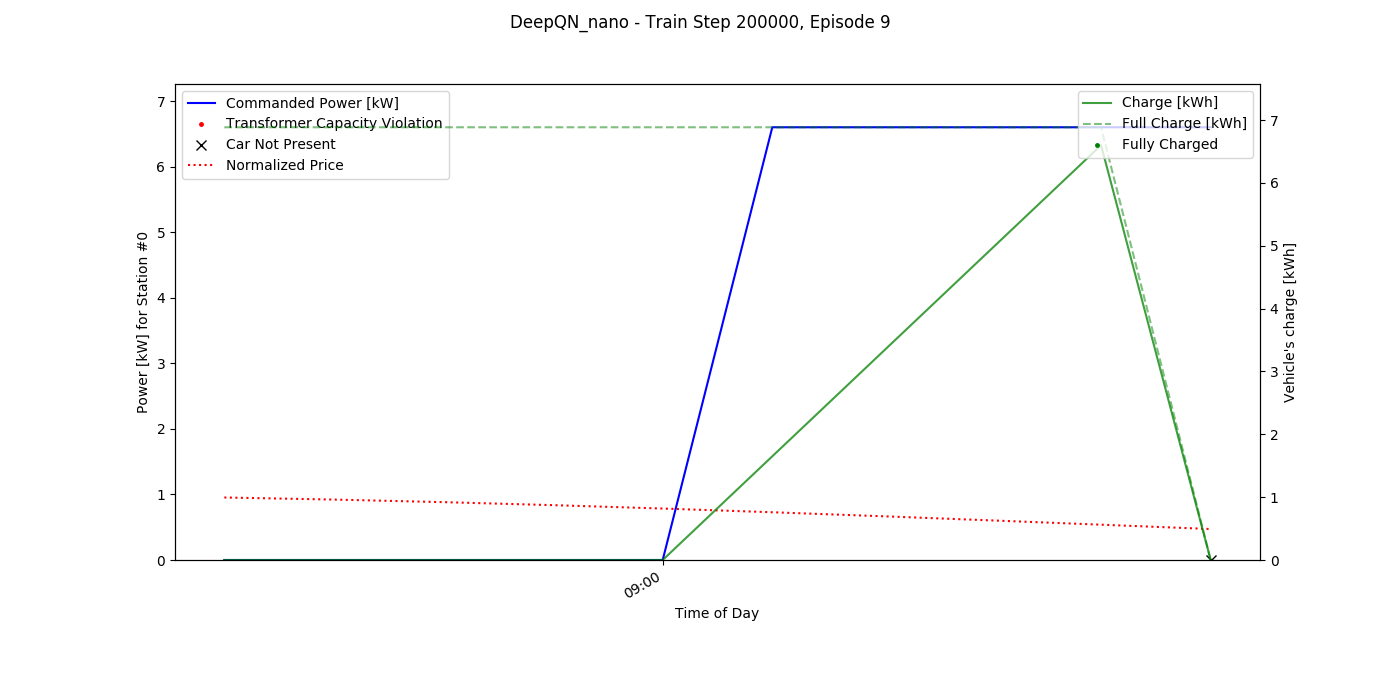 DeepQN_nano - Train Step 200000, Episode 9
Commanded Power [kW]
Transformer Capacity Violation
Car Not Present
Normalized Price
Charge [kWh]
Full Charge [kWh]
Fully Charged
Power [kW] for Station #0
7
6
5
4
3
2
1
0
Vehicle's charge [kWh]
7
6
5
4
3
2
1
0
09:00
Time of Day